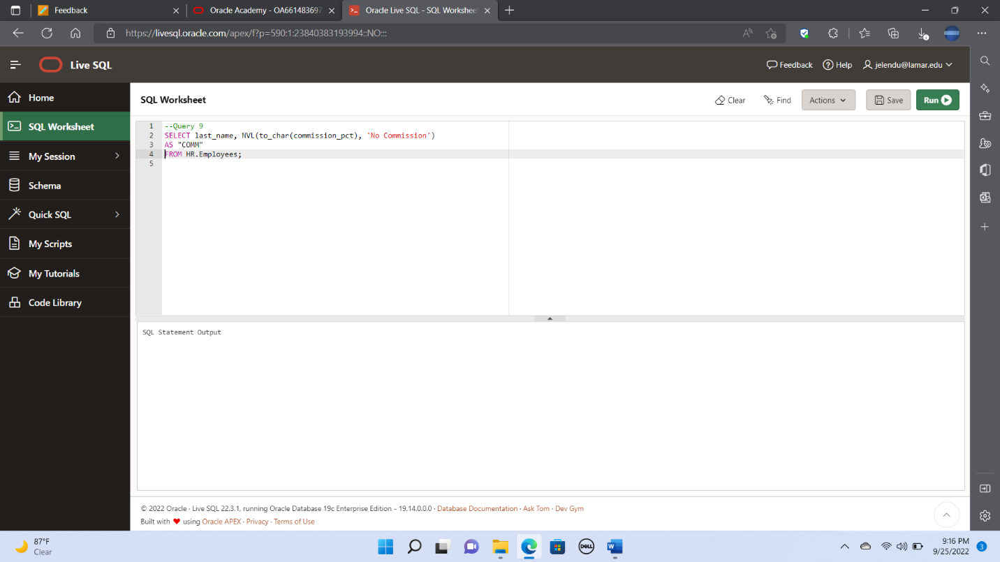 Feedback
Oracle Academy - OA661483697
Oracle Live SQL - SQL Workshee
https://livesql.oracle.com/apex/f?p=590:1:23840383193994::NO:::
Live SQL
Feedback
Help
jelendu@lamar.edu
Home
SQL Worksheet
My Session
Schema
Quick SQL
My Scripts
My Tutorials
Code Library
SQL Worksheet
Clear
Find
Actions
Save
Run
1 --Query 9
2 SELECT last_name, NVL(to_char(commission_pct), 'No Commission')
3 AS "COMM"
4 FROM HR.Employees;
5
SQL Statement Output
© 2022 Oracle · Live SQL 22.3.1, running Oracle Database 19c Enterprise Edition - 19.14.0.0.0 · Database Documentation · Ask Tom · Dev Gym
Built with ❤ using Oracle APEX · Privacy · Terms of Use
87°F
Clear
DELL
9:16 PM
9/25/2022
3